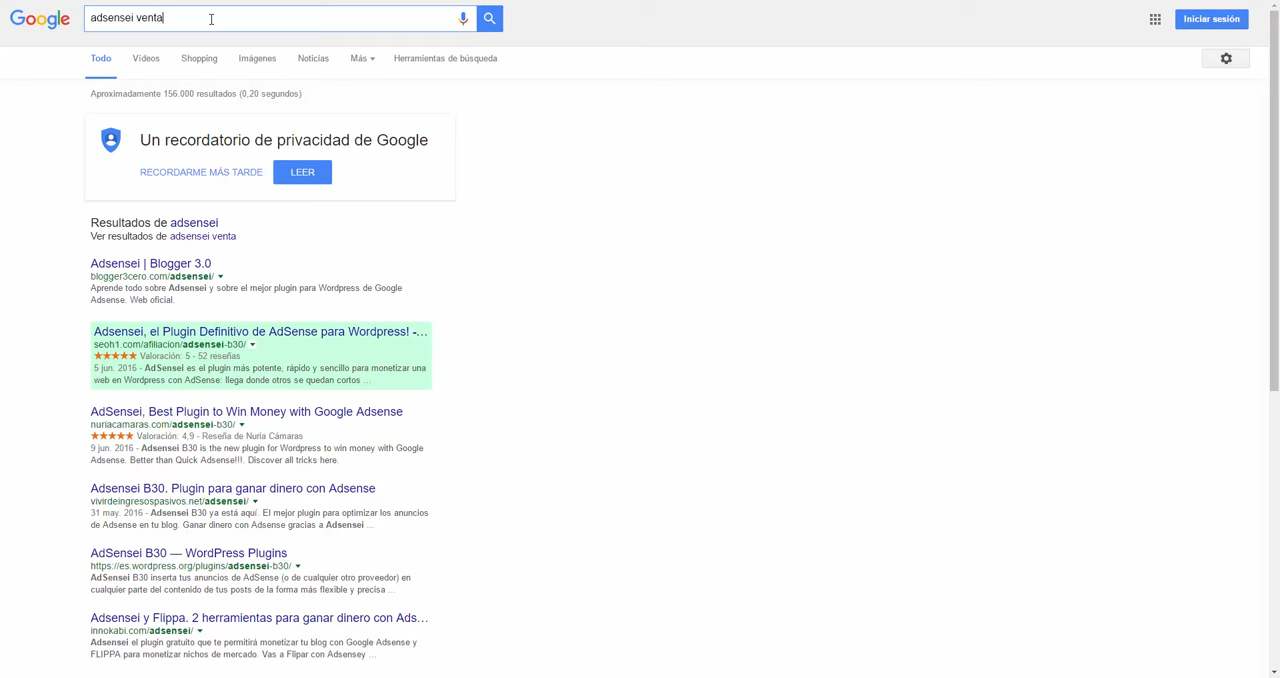 Google
adsensei venta
Iniciar sesión
Todo Vídeos Shopping Imágenes Noticias Más Herramientas de búsqueda
Aproximadamente 156.000 resultados (0,20 segundos)
Un recordatorio de privacidad de Google
RECORDARME MÁS TARDE LEER
Resultados de adsensei
Ver resultados de adsensei venta
Adsensei | Blogger 3.0
blogger3cero.com/adsensei/
Aprende todo sobre Adsensei y sobre el mejor plugin para Wordpress de Google
Adsense. Web oficial.
Adsensei, el Plugin Definitivo de AdSense para Wordpress! -...
seoh1.com/afiliacion/adsensei-b30/
★★★★★ Valoración: 5 - 52 reseñas
5 jun. 2016 - AdSensei es el plugin más potente, rápido y sencillo para monetizar una
web en Wordpress con AdSense: llega donde otros se quedan cortos ...
AdSensei, Best Plugin to Win Money with Google Adsense
nuriacamaras.com/adsensei-b30/
★★★★★ Valoración: 4,9 - Reseña de Nuria Cámaras
9 jun. 2016 - Adsensei B30 is the new plugin for Wordpress to win money with Google
Adsense. Better than Quick Adsense!!!. Discover all tricks here.
Adsensei B30. Plugin para ganar dinero con Adsense
vivirdeingresospasivos.net/adsensei/
31 may. 2016 - Adsensei B30 ya está aquí. El mejor plugin para optimizar los anuncios
de Adsense en tu blog. Ganar dinero con Adsense gracias a Adsensei ...
AdSensei B30 — WordPress Plugins
https://es.wordpress.org/plugins/adsensei-b30/
AdSensei B30 inserta tus anuncios de AdSense (o de cualquier otro proveedor) en
cualquier parte del contenido de tus posts de la forma más flexible y precisa ...
Adsensei y Flippa. 2 herramientas para ganar dinero con Ads...
innokabi.com/adsensei/
Adsensei el plugin gratuito que te permitirá monetizar tu blog con Google Adsense y
FLIPPA para monetizar nichos de mercado. Vas a Flipar con Adsensey ...